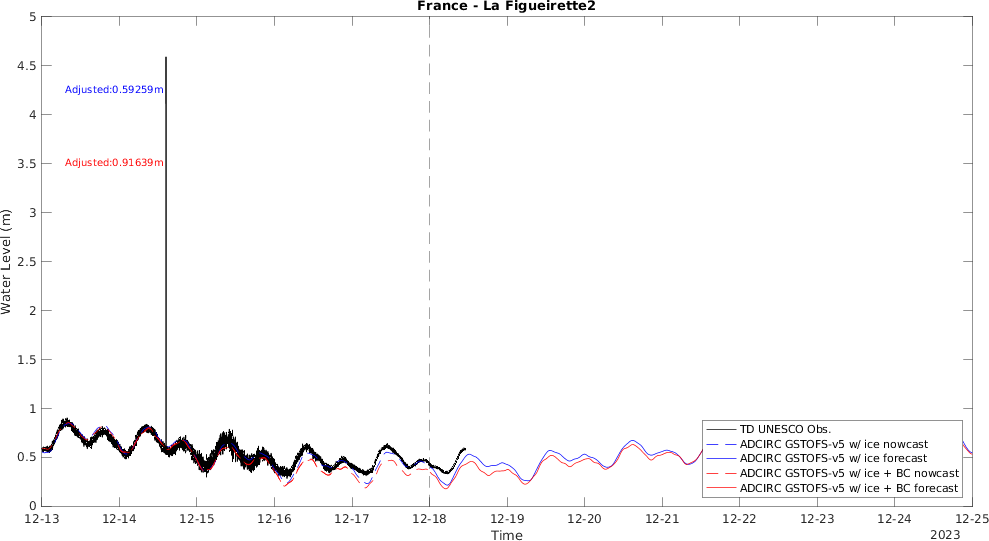 France - La Figueirette2
5
4.5
4
3.5
3
2.5
2
1.5
1
0.5
0
Water Level (m)
Adjusted:0.59259m
Adjusted:0.91639m
TD UNESCO Obs.
ADCIRC GSTOFS-v5 w/ ice nowcast
ADCIRC GSTOFS-v5 w/ ice forecast
ADCIRC GSTOFS-v5 w/ ice + BC nowcast
ADCIRC GSTOFS-v5 w/ ice + BC forecast
12-13 12-14 12-15 12-16 12-17 12-18 12-19 12-20 12-21 12-22 12-23 12-24 12-25
2023
Time